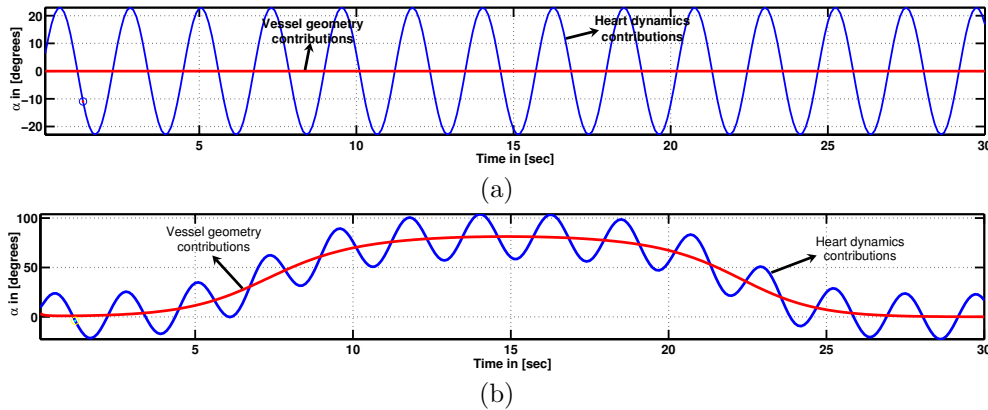 20
10
0
−10
−20
α in [degrees]
Vessel geometry
contributions
Heart dynamics
contributions
5
10
15
20
25
30
Time in [sec]
(a)
100
50
0
α in [degrees]
Vessel geometry
contributions
Heart dynamics
contributions
5
10
15
20
25
30
Time in [sec]
(b)